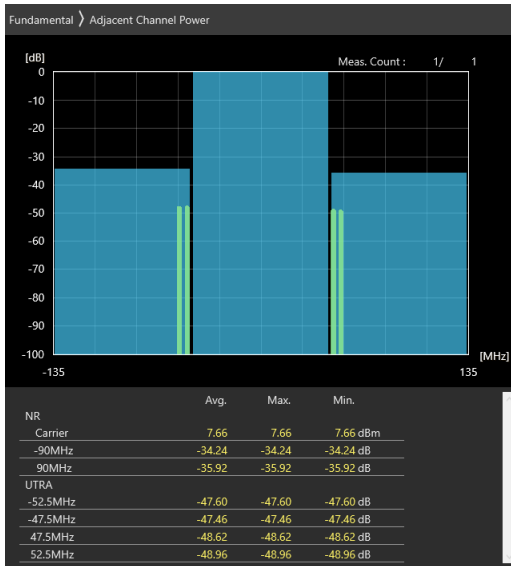 Fundamental 〉 Adjacent Channel Power
[dB]
Meas. Count : 1/ 1
0
-10
-20
-30
-40
-50
-60
-70
-80
-90
-100
[MHz]
-135 135
Avg. Max. Min.
NR
Carrier 7.66 7.66 7.66 dBm
-90MHz -34.24 -34.24 -34.24 dB
90MHz -35.92 -35.92 -35.92 dB
UTRA
-52.5MHz -47.60 -47.60 -47.60 dB
-47.5MHz -47.46 -47.46 -47.46 dB
47.5MHz -48.62 -48.62 -48.62 dB
52.5MHz -48.96 -48.96 -48.96 dB